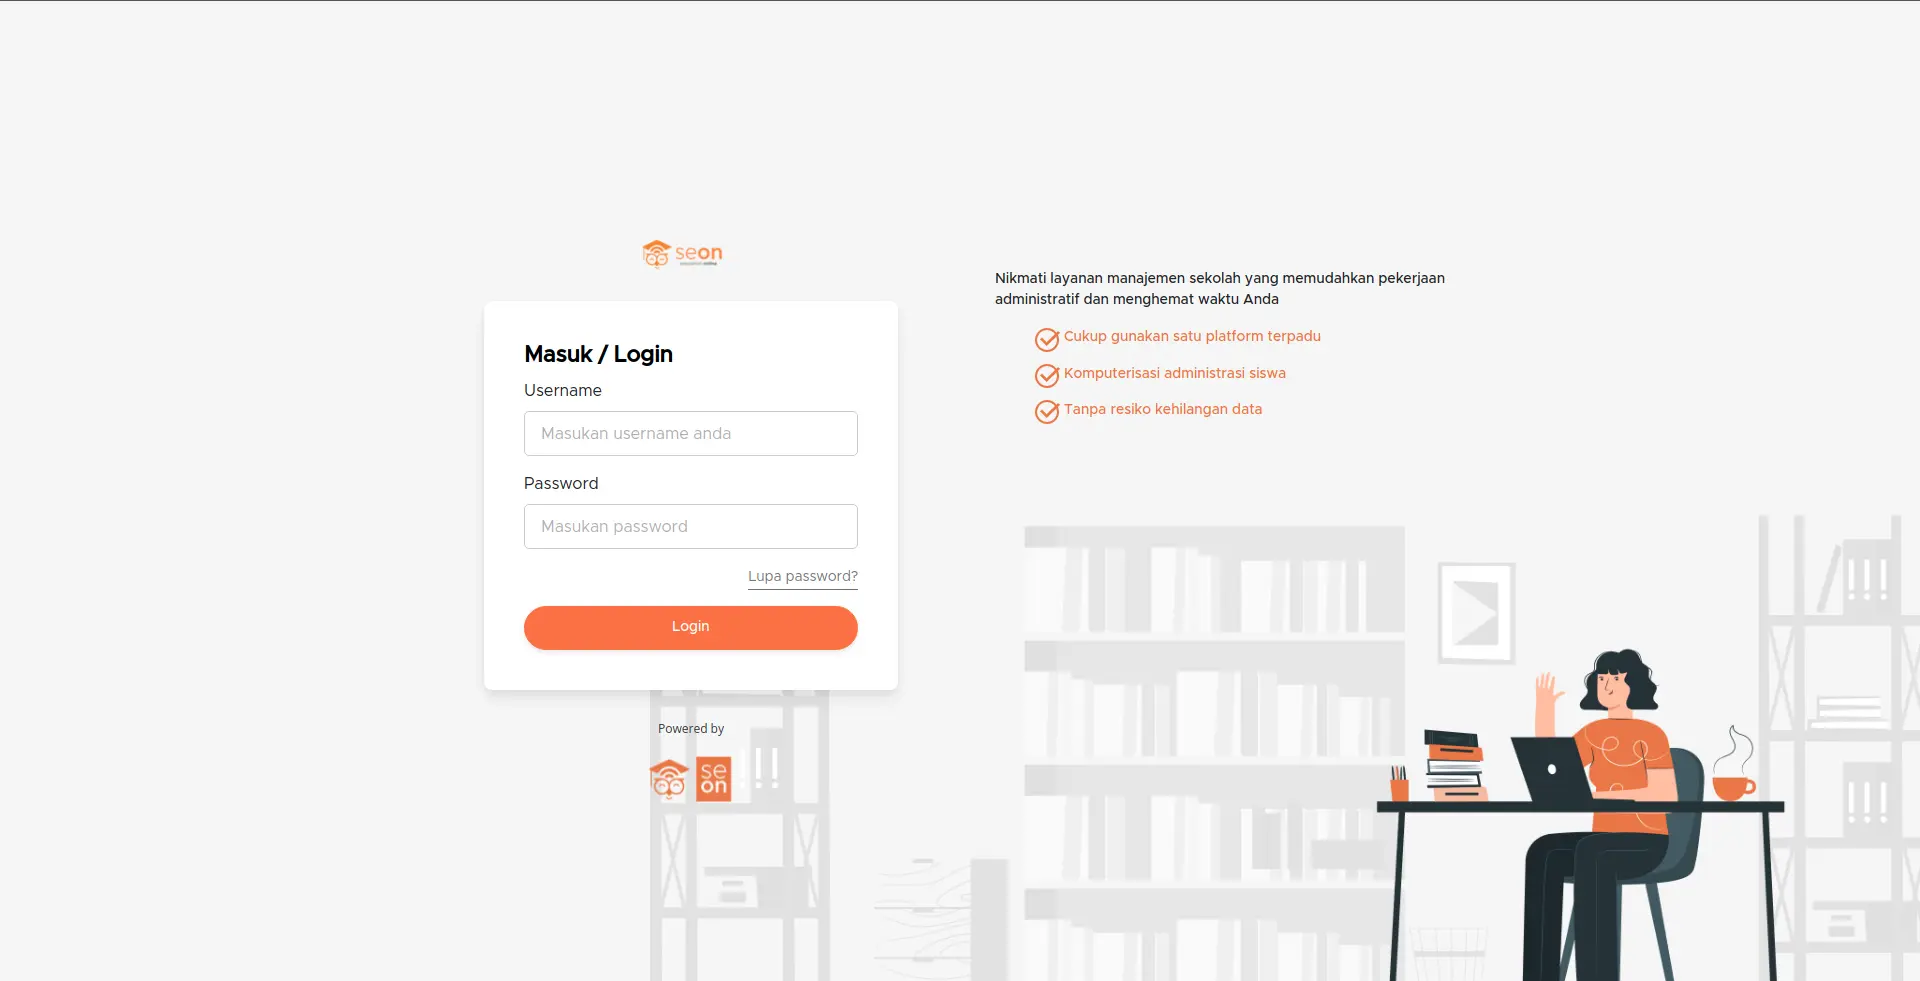 seon
Masuk / Login
Username
Masukan username anda
Password
Masukan password
Lupa password?
Login
Powered by
se
on
Nikmati layanan manajemen sekolah yang memudahkan pekerjaan
administratif dan menghemat waktu Anda
Cukup gunakan satu platform terpadu
Komputerisasi administrasi siswa
Tanpa resiko kehilangan data